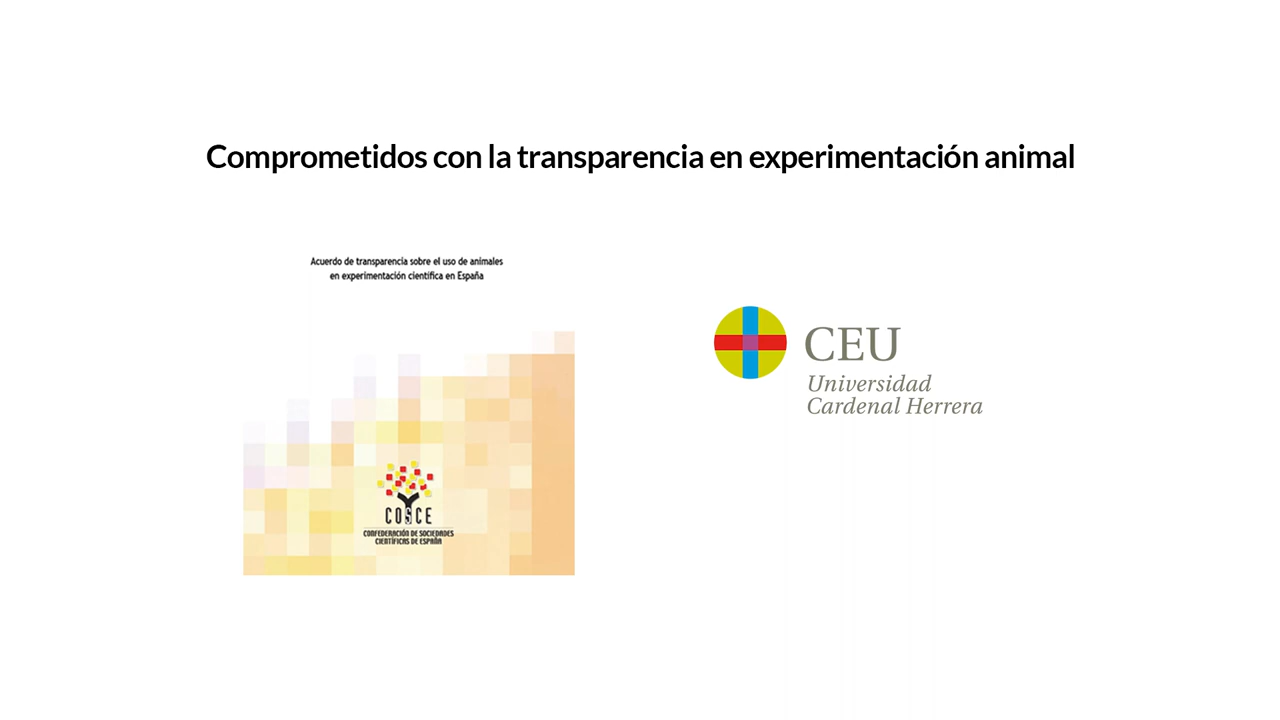 Comprometidos con la transparencia en experimentación animal
Acuerdo de transparencia sobre el uso de animales
en experimentación científica en España
COSCE
CONFEDERACIÓN DE SOCIEDADES
CIENTÍFICAS DE ESPAÑA
CEU
Universidad
Cardenal Herrera